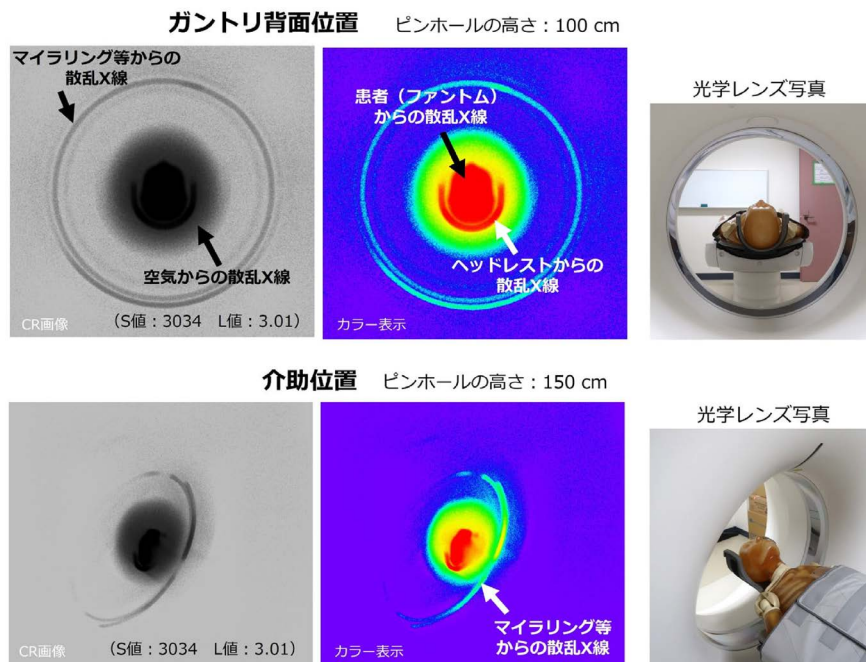 ガントリ背面位置 ピンホールの高さ：100 cm
マイラリング等からの
散乱X線
空気からの散乱X線
CR画像 （S値：3034 L値：3.01）
患者（ファントム）
からの散乱X線
ヘッドレストからの
散乱X線
カラー表示
光学レンズ写真
介助位置 ピンホールの高さ：150 cm
CR画像 （S値：3034 L値：3.01）
マイラリング等
からの散乱X線
カラー表示
光学レンズ写真